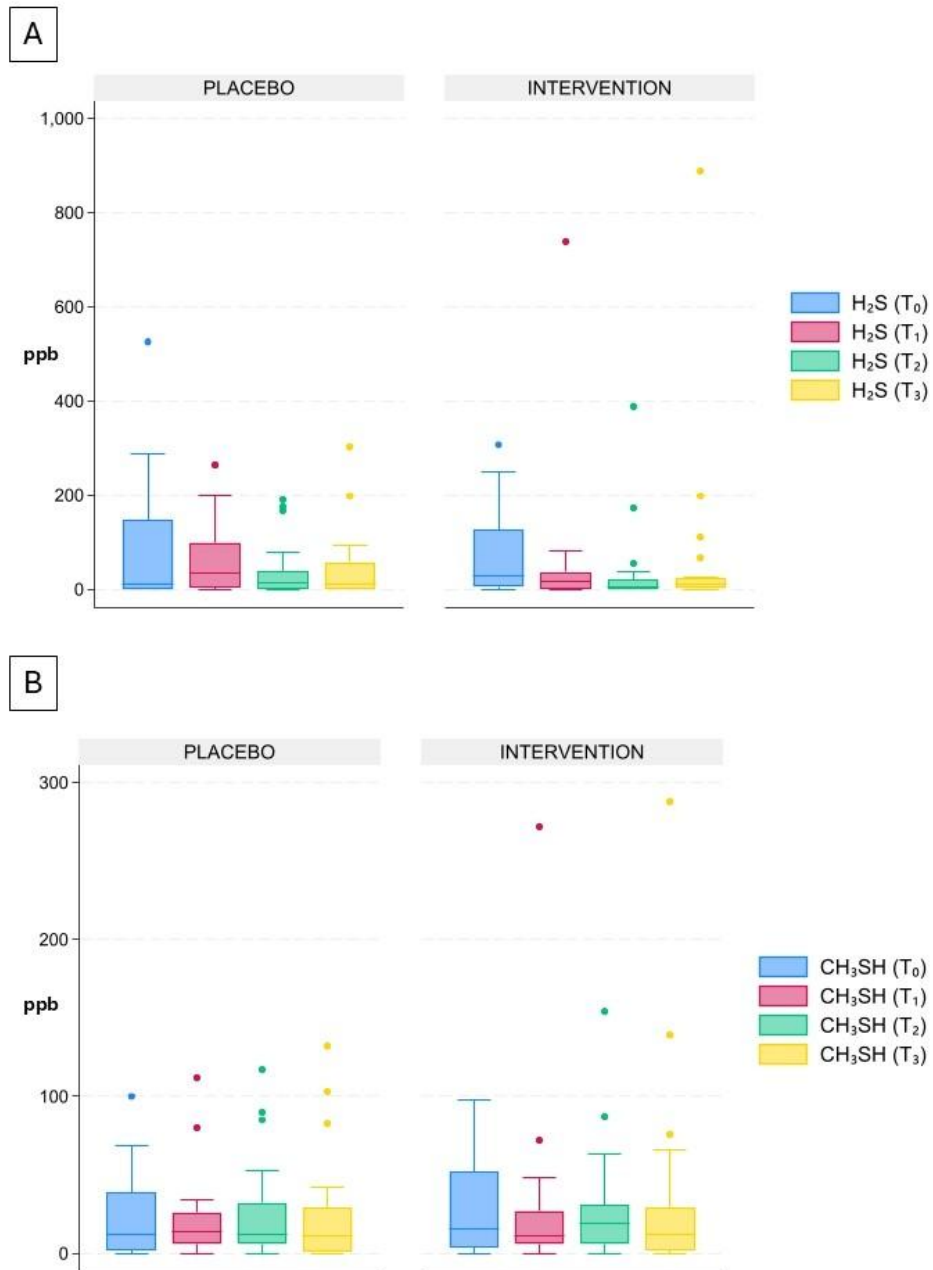 A
PLACEBO INTERVENTION
1,000
800
600
ppb
400
200
0
H₂S (T₀)
H₂S (T₁)
H₂S (T₂)
H₂S (T₃)
B
PLACEBO INTERVENTION
300
200
ppb
100
0
CH₃SH (T₀)
CH₃SH (T₁)
CH₃SH (T₂)
CH₃SH (T₃)